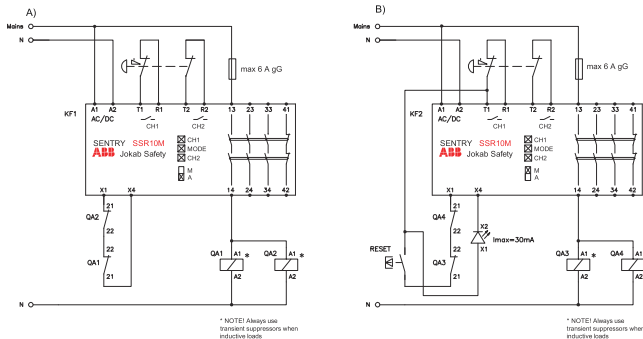 A)
Mains
N
max 6 A gG
A1 A2 T1 R1 T2 R2 13 23 33 41
KF1
AC/DC CH1 CH2
SENTRY SSR10M
ABB Jokab Safety
CH1
MODE
CH2
M
A
X1 X4 14 24 34 42
21
QA2
22
22
QA1
21
QA1 A1 * QA2 A1 *
A2 A2
N
* NOTE! Always use
transient suppressors when
inductive loads
B)
Mains
N
max 6 A gG
A1 A2 T1 R1 T2 R2 13 23 33 41
KF2
AC/DC CH1 CH2
SENTRY SSR10M
ABB Jokab Safety
CH1
MODE
CH2
M
A
X1 X4 14 24 34 42
21
QA4
22
X2
Imax=30mA
X1
RESET
22
QA3
21
QA3 A1 * QA4 A1
A2 A2
N
* NOTE! Always use
transient suppressors when
inductive loads